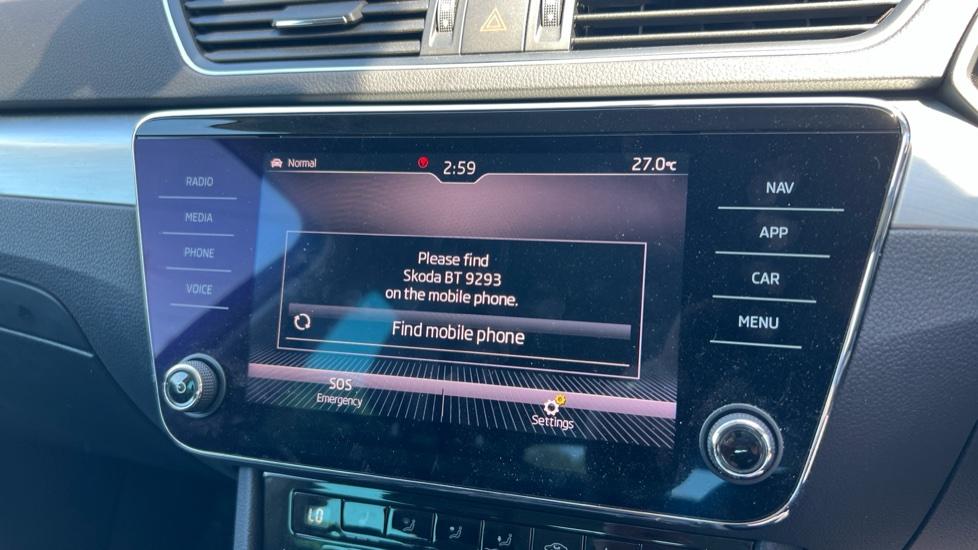 Normal
2:59
27.0°C
RADIO
MEDIA
PHONE
VOICE
Please find
Skoda BT 9293
on the mobile phone.
Find mobile phone
SOS
Emergency
Settings
NAV
APP
CAR
MENU
LO